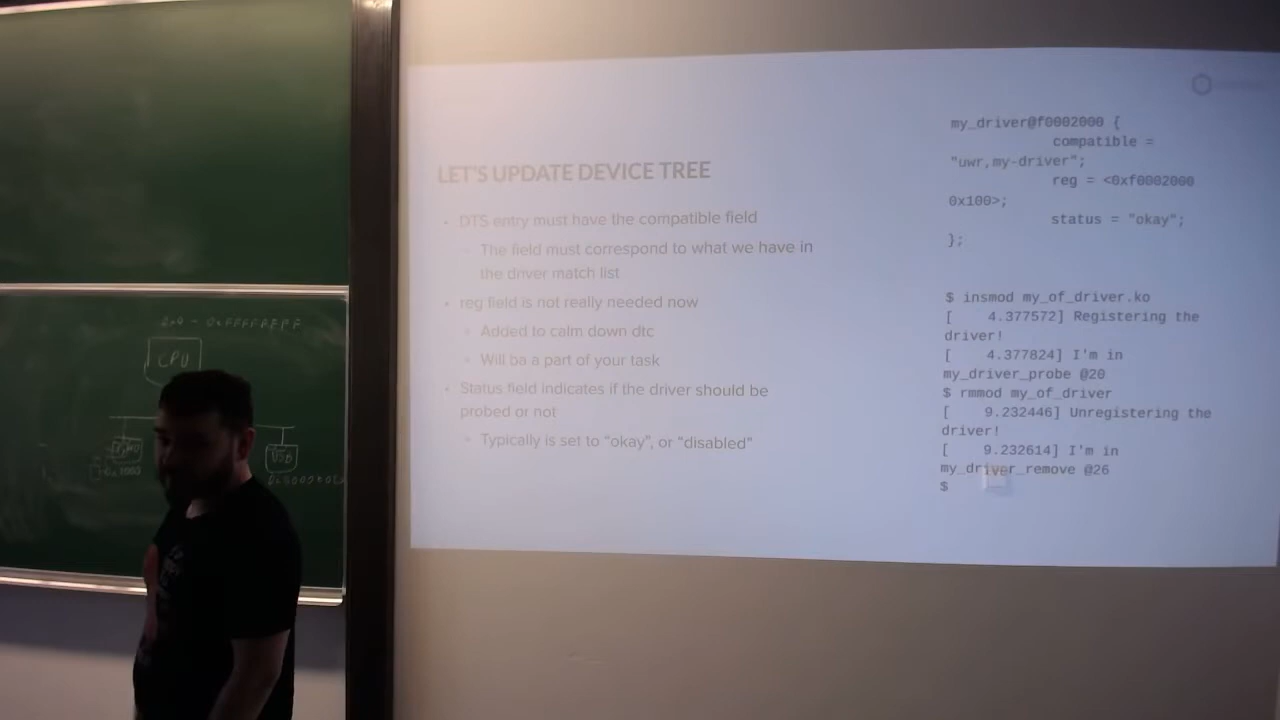 LET'S UPDATE DEVICE TREE
DTS entry must have the compatible field
The field must correspond to what we have in
the driver match list
reg field is not really needed now
Added to calm down dtc
Will ba a part of your task
Status field indicates if the driver should be
probed or not
Typically is set to "okay", or "disabled"
my_driver@f0002000 {
compatible =
"uwr,my-driver";
reg = <0xf0002000
0x100>;
status = "okay";
};
$ insmod my_of_driver.ko
[ 4.377572] Registering the
driver!
[ 4.377824] I'm in
my_driver_probe @20
$ rmmod my_of_driver
[ 9.232446] Unregistering the
driver!
[ 9.232614] I'm in
my_driver_remove @26
$
CPU
USB